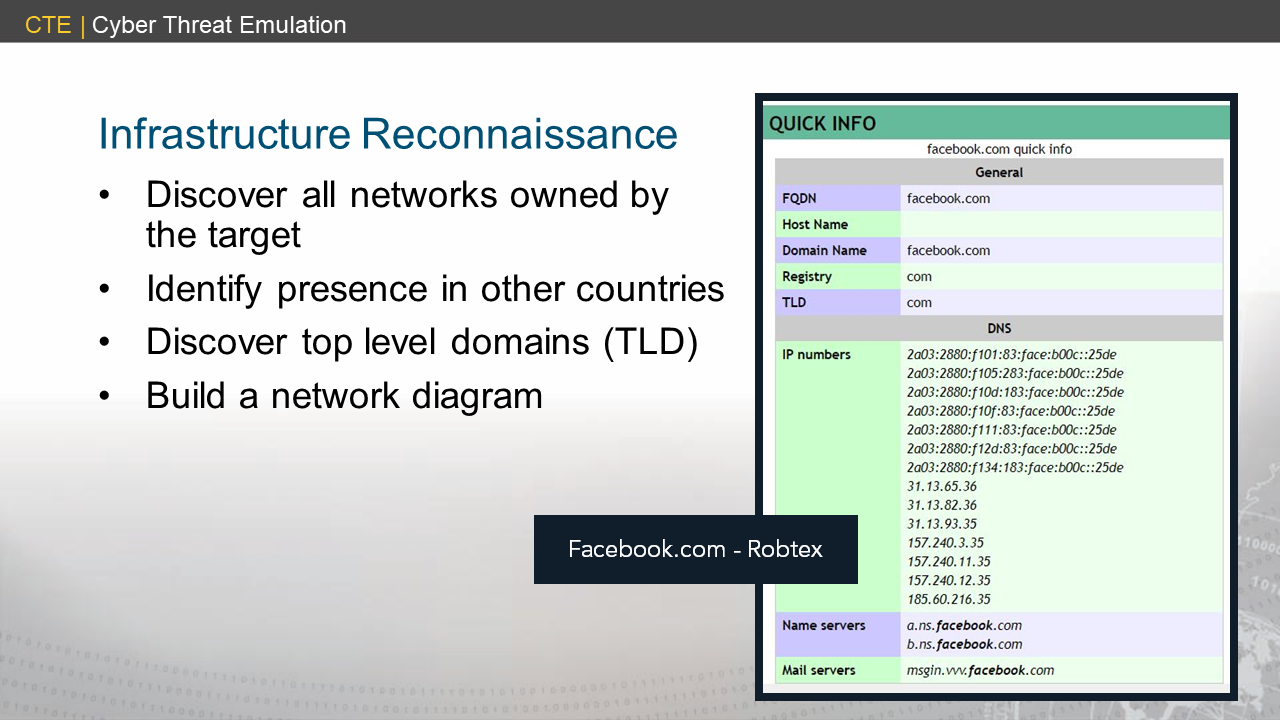 CTE | Cyber Threat Emulation
Infrastructure Reconnaissance
• Discover all networks owned by
the target
• Identify presence in other countries
• Discover top level domains (TLD)
• Build a network diagram
QUICK INFO
facebook.com quick info
General
FQDN facebook.com
Host Name
Domain Name facebook.com
Registry com
TLD com
DNS
IP numbers 2a03:2880:f101:83:face:b00c::25de
2a03:2880:f105:283:face:b00c::25de
2a03:2880:f10d:183:face:b00c::25de
2a03:2880:f10f:83:face:b00c::25de
2a03:2880:f111:83:face:b00c::25de
2a03:2880:f12d:83:face:b00c::25de
2a03:2880:f134:183:face:b00c::25de
31.13.65.36
31.13.82.36
31.13.93.35
157.240.3.35
157.240.11.35
157.240.12.35
185.60.216.35
Name servers a.ns.facebook.com
b.ns.facebook.com
Mail servers msgin.vvv.facebook.com
Facebook.com - Robtex